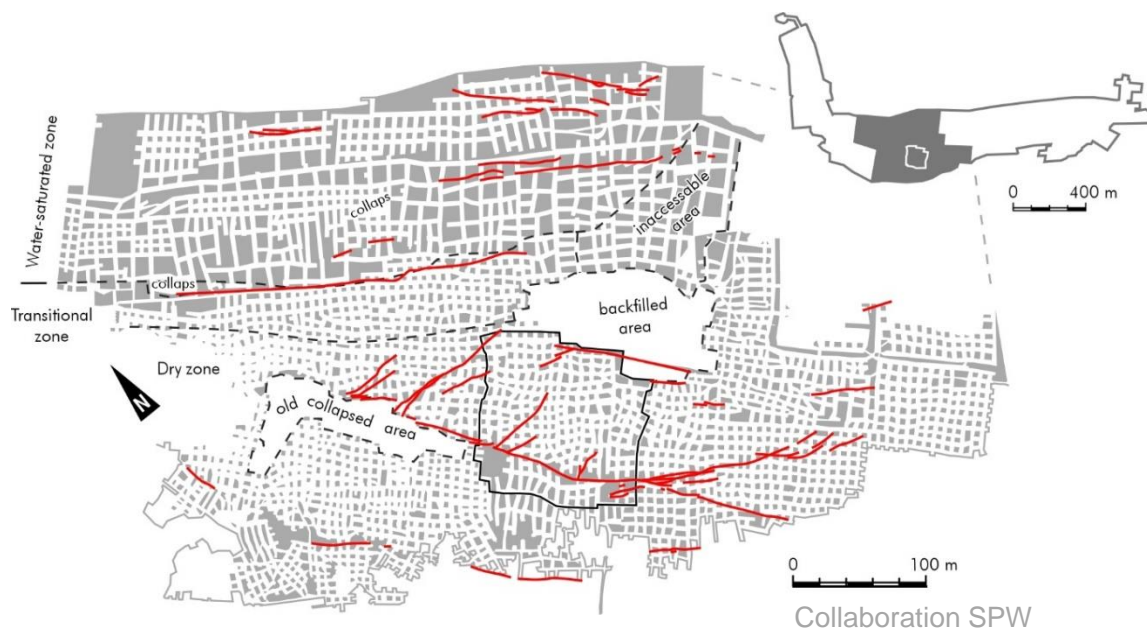 0 400 m
Water-saturated zone
collaps
inaccessable
area
collaps
Transitional
zone
backfilled
area
Dry zone
N
old collapsed area
0 100 m
Collaboration SPW